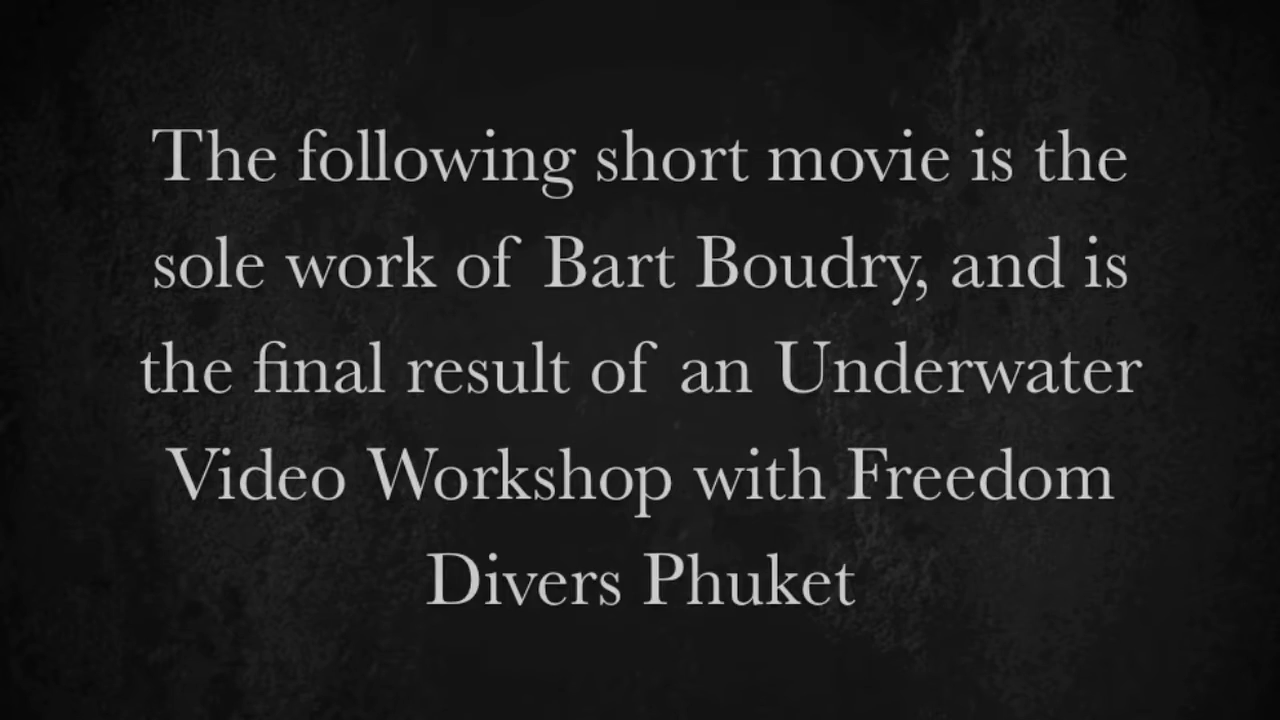 The following short movie is the
sole work of Bart Boudry, and is
the final result of an Underwater
Video Workshop with Freedom
Divers Phuket